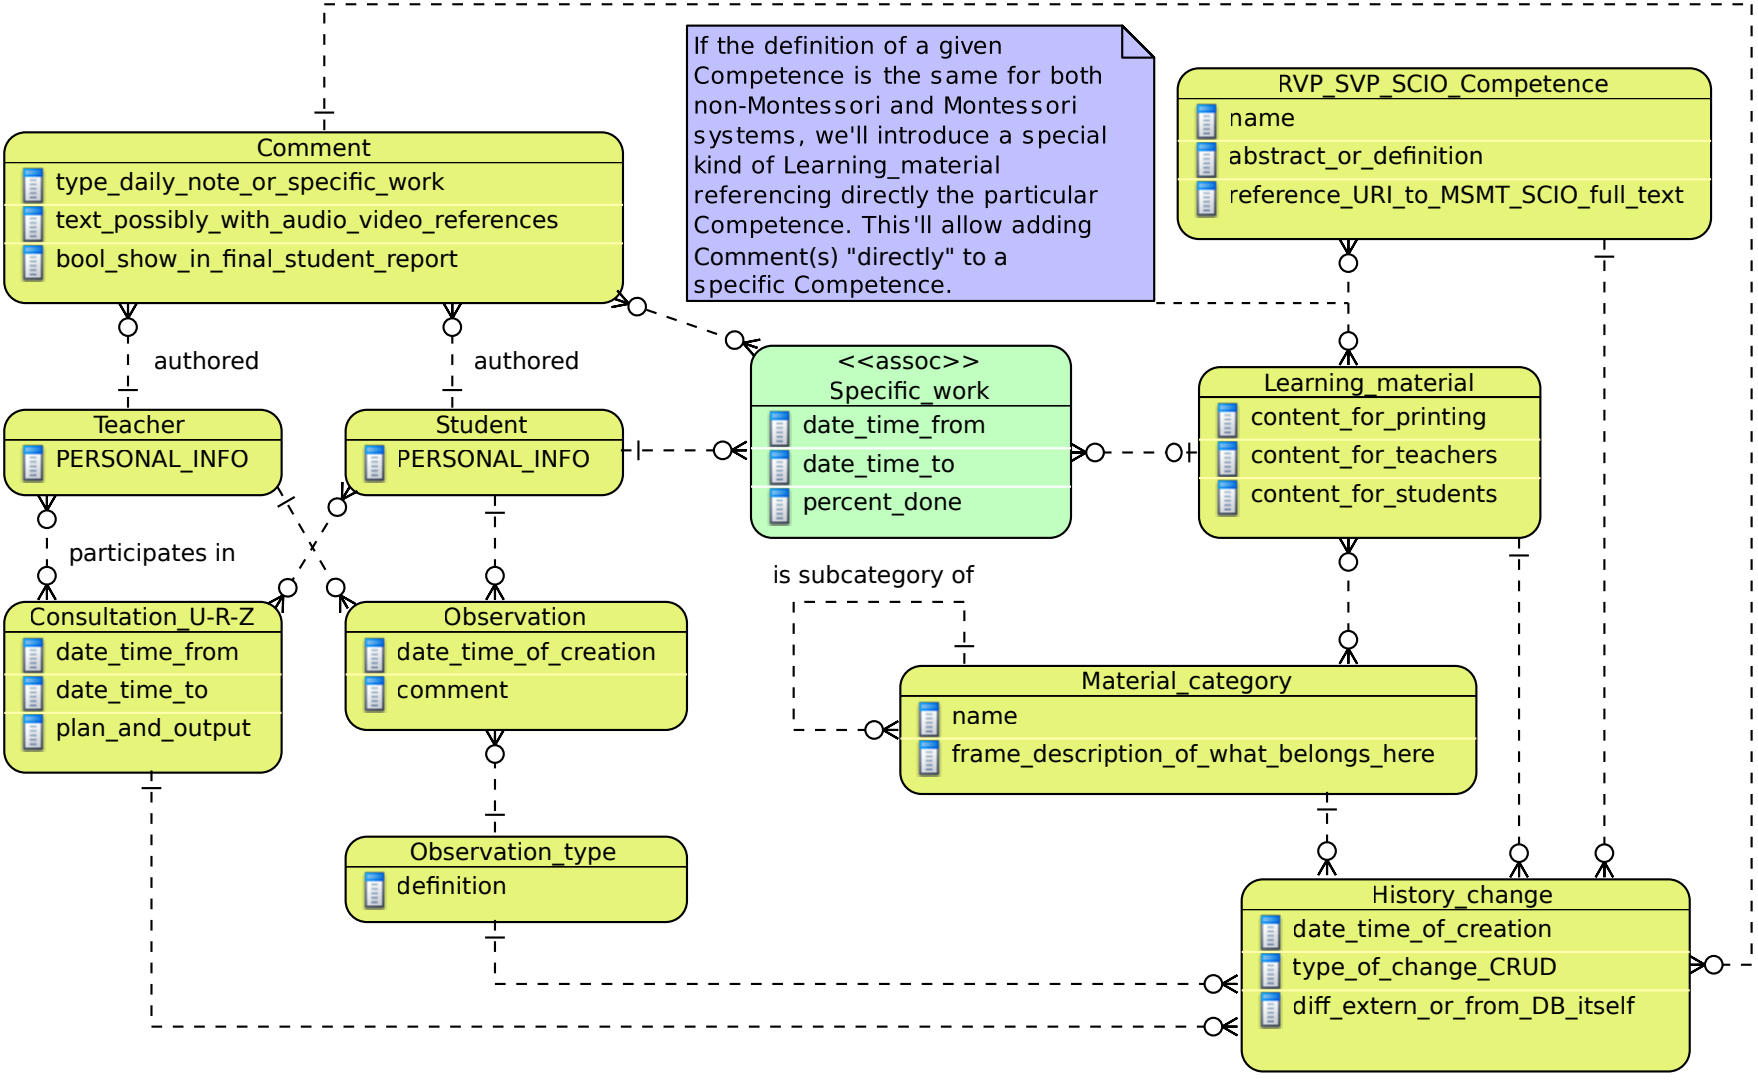 If the definition of a given
Competence is the same for both
non-Montessori and Montessori
systems, we'll introduce a special
kind of Learning_material
referencing directly the particular
Competence. This'll allow adding
Comment(s) "directly" to a
specific Competence.
RVP_SVP_SCIO_Competence
name
abstract_or_definition
reference_URI_to_MSMT_SCIO_full_text
Comment
type_daily_note_or_specific_work
text_possibly_with_audio_video_references
bool_show_in_final_student_report
authored
authored
<<assoc>>
Specific_work
date_time_from
date_time_to
percent_done
Learning_material
content_for_printing
content_for_teachers
content_for_students
Teacher
PERSONAL_INFO
Student
PERSONAL_INFO
participates in
is subcategory of
Consultation_U-R-Z
date_time_from
date_time_to
plan_and_output
Observation
date_time_of_creation
comment
Material_category
name
frame_description_of_what_belongs_here
Observation_type
definition
History_change
date_time_of_creation
type_of_change_CRUD
diff_extern_or_from_DB_itself